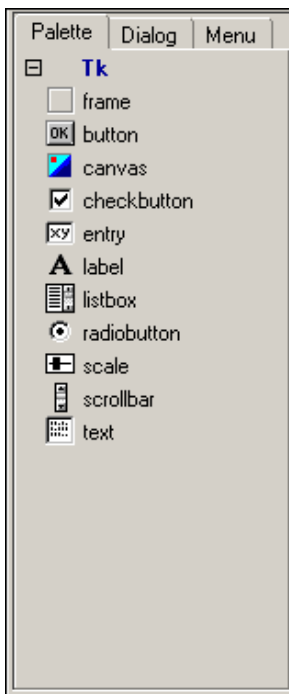 Palette Dialog Menu
Tk
frame
OK button
canvas
checkbutton
xy entry
A label
listbox
radiobutton
scale
scrollbar
text